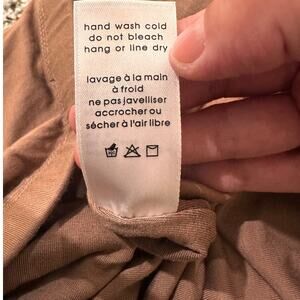 hand wash cold
do not bleach
hang or line dry
lavage à la main
à froid
ne pas javelliser
accrocher ou
sécher à l'air libre